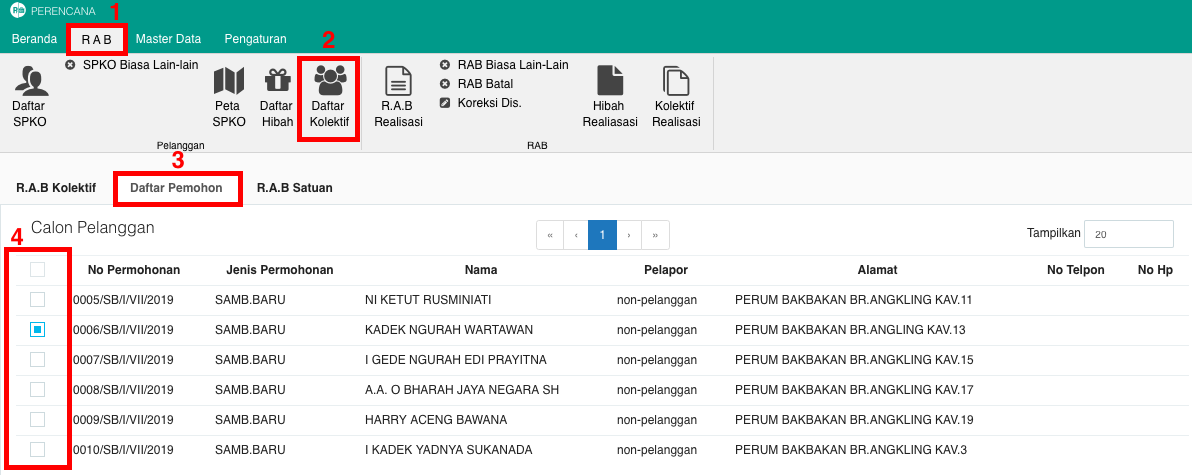 Rm PERENCANA
1
Beranda R A B Master Data Pengaturan
2
SPKO Biasa Lain-lain
RAB Biasa Lain-Lain
RAB Batal
Koreksi Dis.
Daftar SPKO
Peta SPKO
Daftar Hibah
Daftar Kolektif
R.A.B Realisasi
Hibah Realiasasi
Kolektif Realisasi
Pelanggan RAB
3
R.A.B Kolektif Daftar Pemohon R.A.B Satuan
4
Calon Pelanggan « ‹ 1 › » Tampilkan 20
No Permohonan Jenis Permohonan Nama Pelapor Alamat No Telpon No Hp
0005/SB/I/VII/2019 SAMB.BARU NI KETUT RUSMINIATI non-pelanggan PERUM BAKBAKAN BR.ANGKLING KAV.11
0006/SB/I/VII/2019 SAMB.BARU KADEK NGURAH WARTAWAN non-pelanggan PERUM BAKBAKAN BR.ANGLING KAV.13
0007/SB/I/VII/2019 SAMB.BARU I GEDE NGURAH EDI PRAYITNA non-pelanggan PERUM BAKBAKAN BR.ANGKLING KAV.15
0008/SB/I/VII/2019 SAMB.BARU A.A. O BHARAH JAYA NEGARA SH non-pelanggan PERUM BAKBAKAN BR.ANGKLING KAV.17
0009/SB/I/VII/2019 SAMB.BARU HARRY ACENG BAWANA non-pelanggan PERUM BAKBAKAN BR.ANGKLING KAV.19
0010/SB/I/VII/2019 SAMB.BARU I KADEK YADNYA SUKANADA non-pelanggan PERUM BAKBAKAN BR.ANGKLING KAV.3